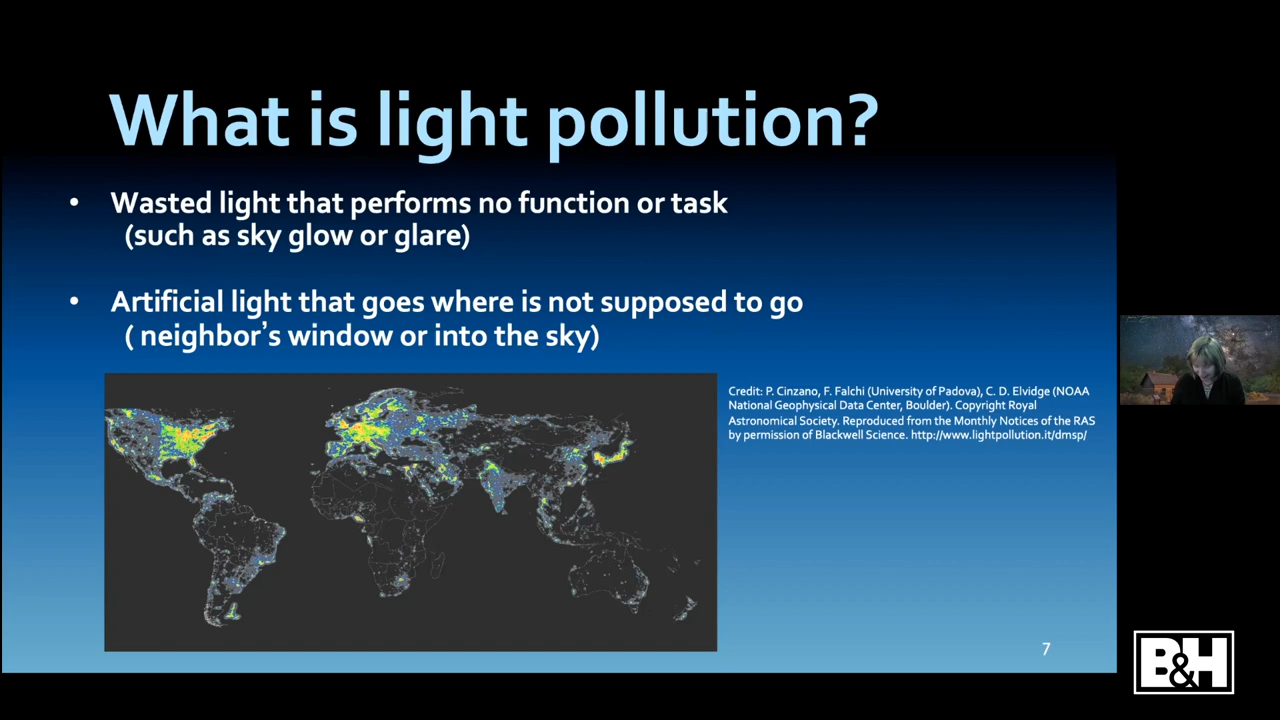 What is light pollution?
• Wasted light that performs no function or task
(such as sky glow or glare)
• Artificial light that goes where is not supposed to go
( neighbor’s window or into the sky)
Credit: P. Cinzano, F. Falchi (University of Padova), C. D. Elvidge (NOAA
National Geophysical Data Center, Boulder). Copyright Royal
Astronomical Society. Reproduced from the Monthly Notices of the RAS
by permission of Blackwell Science. http://www.lightpollution.it/dmsp/
7
B&H